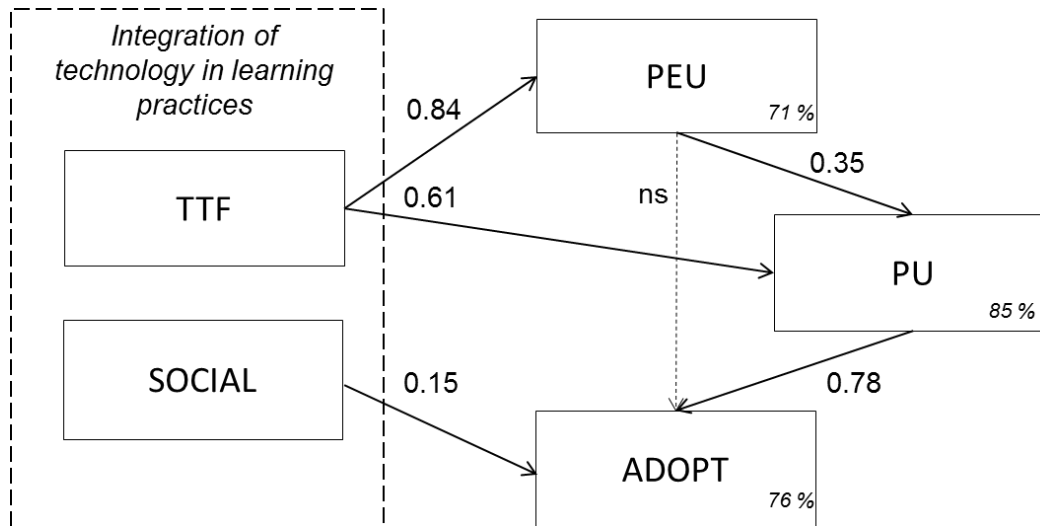 Integration of
technology in learning
practices
TTF
SOCIAL
0.84
0.61
0.15
PEU
71 %
ns
0.35
PU
85 %
0.78
ADOPT
76 %